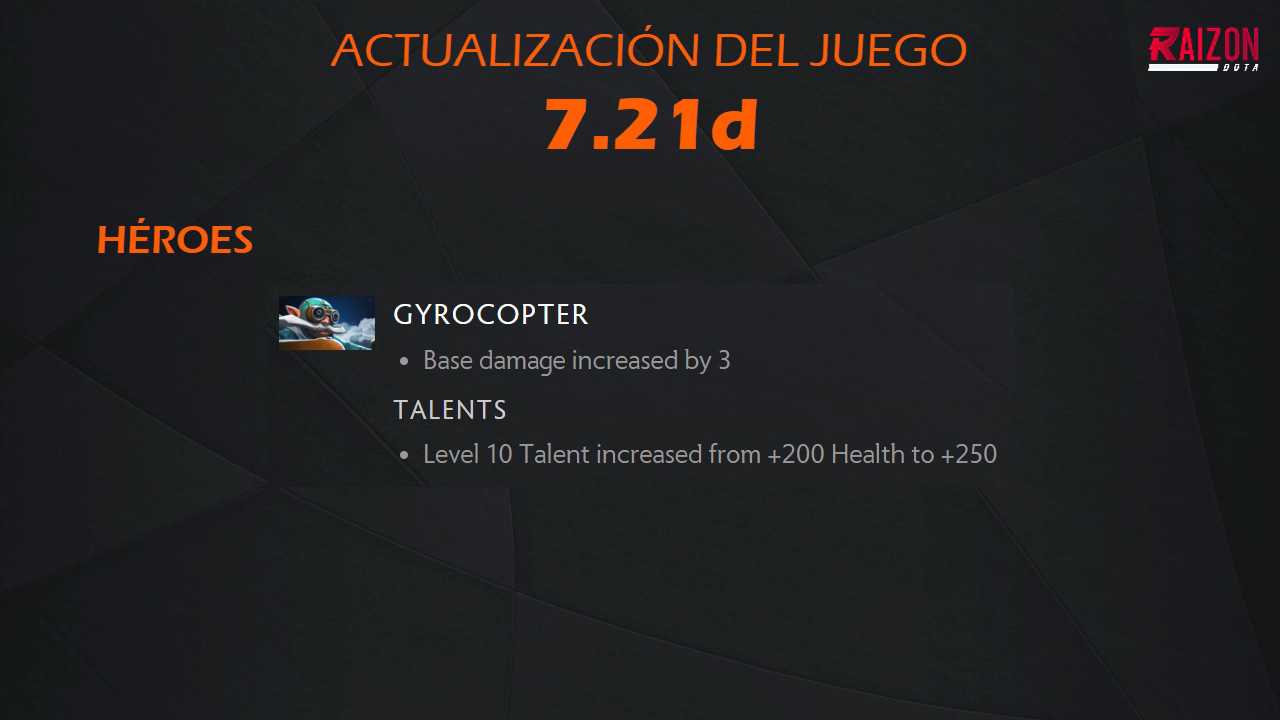 ACTUALIZACIÓN DEL JUEGO
RAIZON
DOTA
7.21d
HÉROES
GYROCOPTER
• Base damage increased by 3
TALENTS
• Level 10 Talent increased from +200 Health to +250